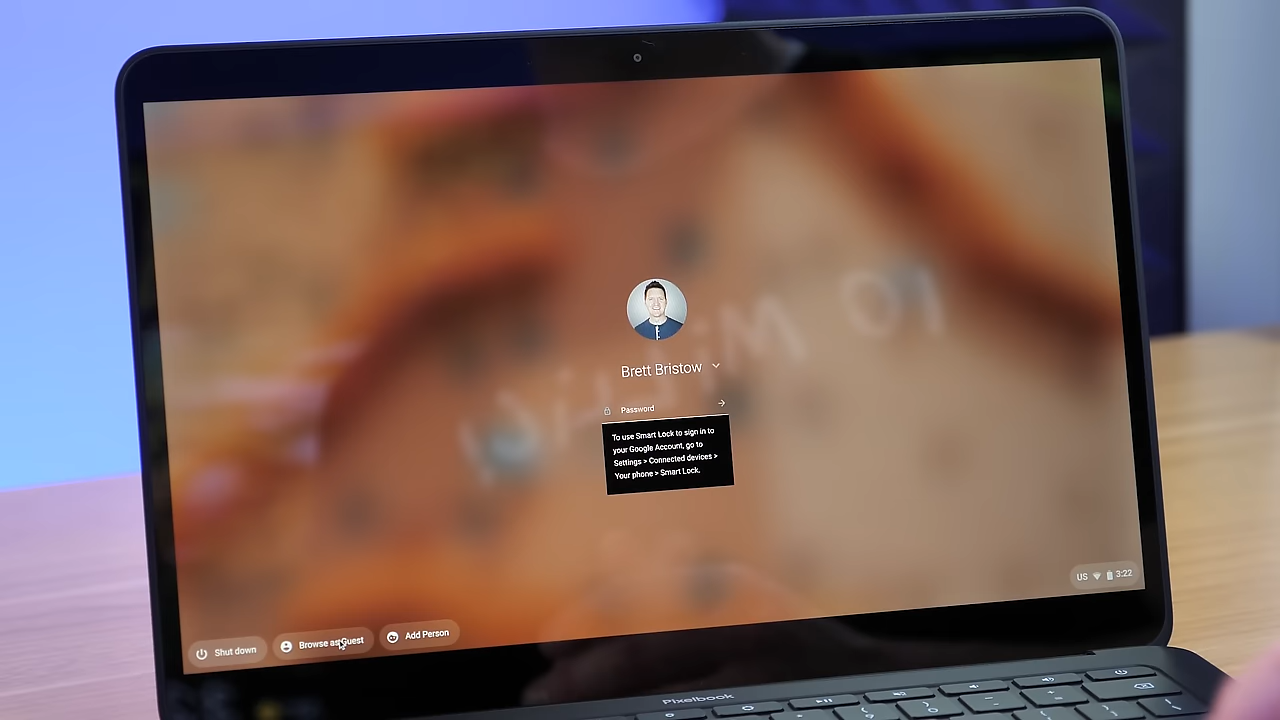 Brett Bristow
Password
To use Smart Lock to sign in to
your Google Account, go to
Settings > Connected devices >
Your phone > Smart Lock.
US 3:22
Shut down
Browse as Guest
Add Person
Pixelbook